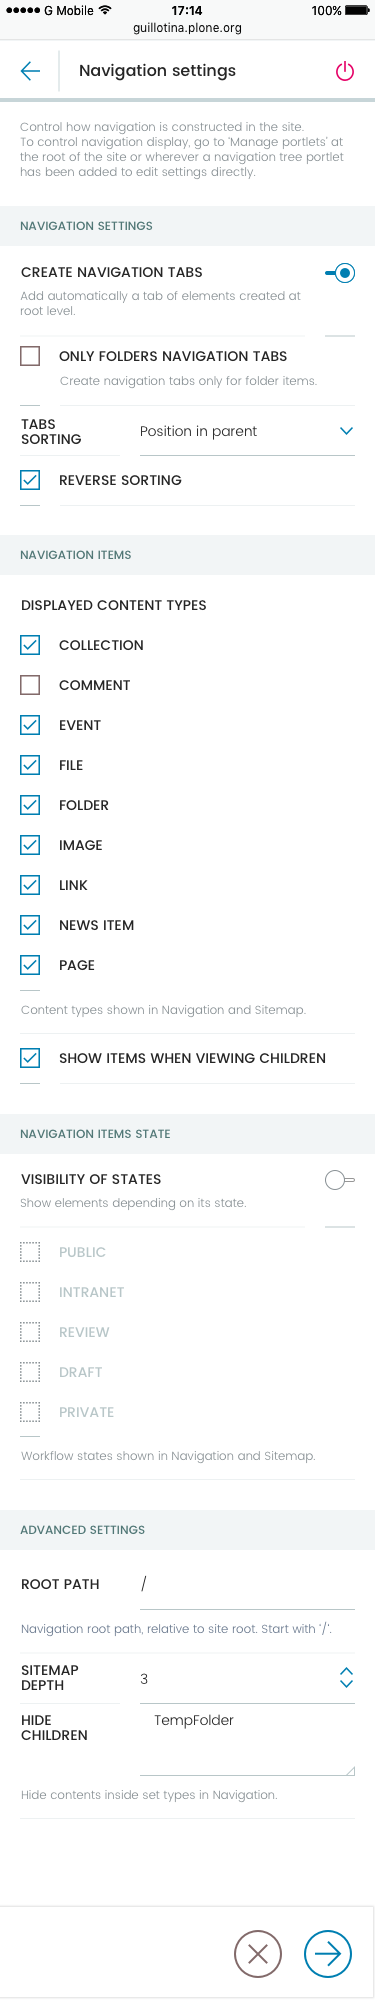 G Mobile 17:14 100%
guillotina.plone.org
Navigation settings
Control how navigation is constructed in the site.
To control navigation display, go to 'Manage portlets' at
the root of the site or wherever a navigation tree portlet
has been added to edit settings directly.
NAVIGATION SETTINGS
CREATE NAVIGATION TABS
Add automatically a tab of elements created at
root level.
ONLY FOLDERS NAVIGATION TABS
Create navigation tabs only for folder items.
TABS
SORTING
Position in parent
REVERSE SORTING
NAVIGATION ITEMS
DISPLAYED CONTENT TYPES
COLLECTION
COMMENT
EVENT
FILE
FOLDER
IMAGE
LINK
NEWS ITEM
PAGE
Content types shown in Navigation and Sitemap.
SHOW ITEMS WHEN VIEWING CHILDREN
NAVIGATION ITEMS STATE
VISIBILITY OF STATES
Show elements depending on its state.
PUBLIC
INTRANET
REVIEW
DRAFT
PRIVATE
Workflow states shown in Navigation and Sitemap.
ADVANCED SETTINGS
ROOT PATH /
Navigation root path, relative to site root. Start with '/'.
SITEMAP
DEPTH
3
HIDE
CHILDREN
TempFolder
Hide contents inside set types in Navigation.